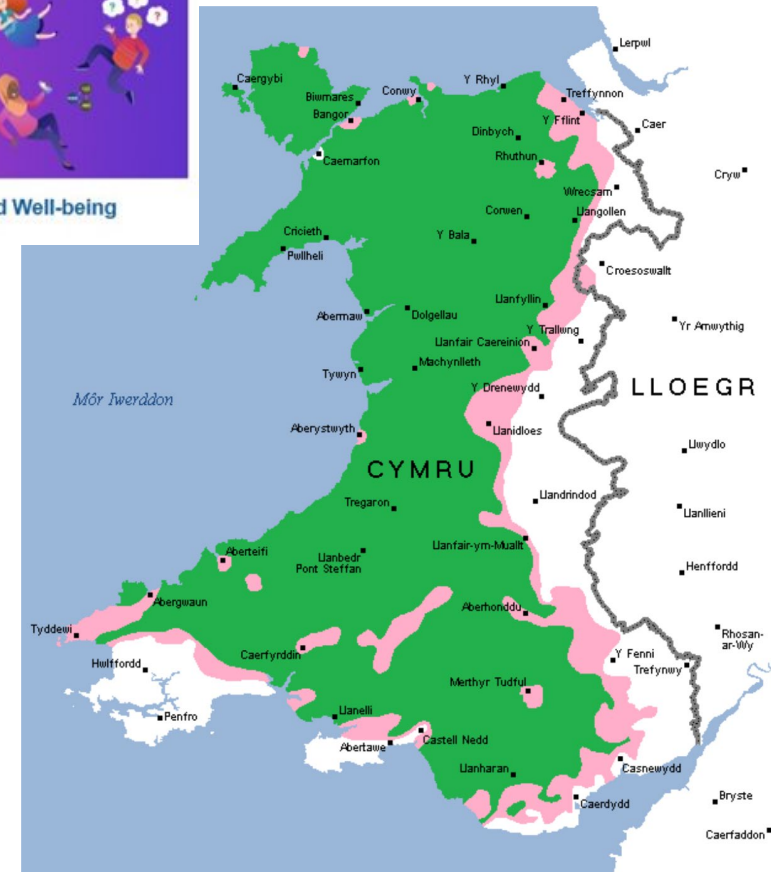 ?
?
?
d Well-being
Lerpwl
Caergybi
Y Rhyl
Conwy
Treffynnon
Biwmares
Bangor
Y Fflint
Caer
Dinbych
Caernarfon
Rhuthun
Cryw
Wrecsam
Corwen
Llangollen
Cricieth
Y Bala
Pwllheli
Croesoswallt
Llanfyllin
Abermaw
Dolgellau
Y Trallwng
Yr Amwythig
Llanfair Caereinion
Machynlleth
Tywyn
Y Drenewydd
LLOEGR
Môr Iwerddon
Aberystwyth
Llanidloes
Llwydlo
CYMRU
Tregaron
Llandrindod
Llanllieni
Llanfair-ym-Muallt
Aberteifi
Llanbedr
Pont Steffan
Henffordd
Abergwaun
Aberhonddu
Tyddewi
Rhosan-
ar-Wy
Caerfyrddin
Y Fenni
Hwlffordd
Trefynwy
Merthyr Tudful
Penfro
Llanelli
Castell Nedd
Abertawe
Casnewydd
Llanharan
Bryste
Caerdydd
Caerfaddon